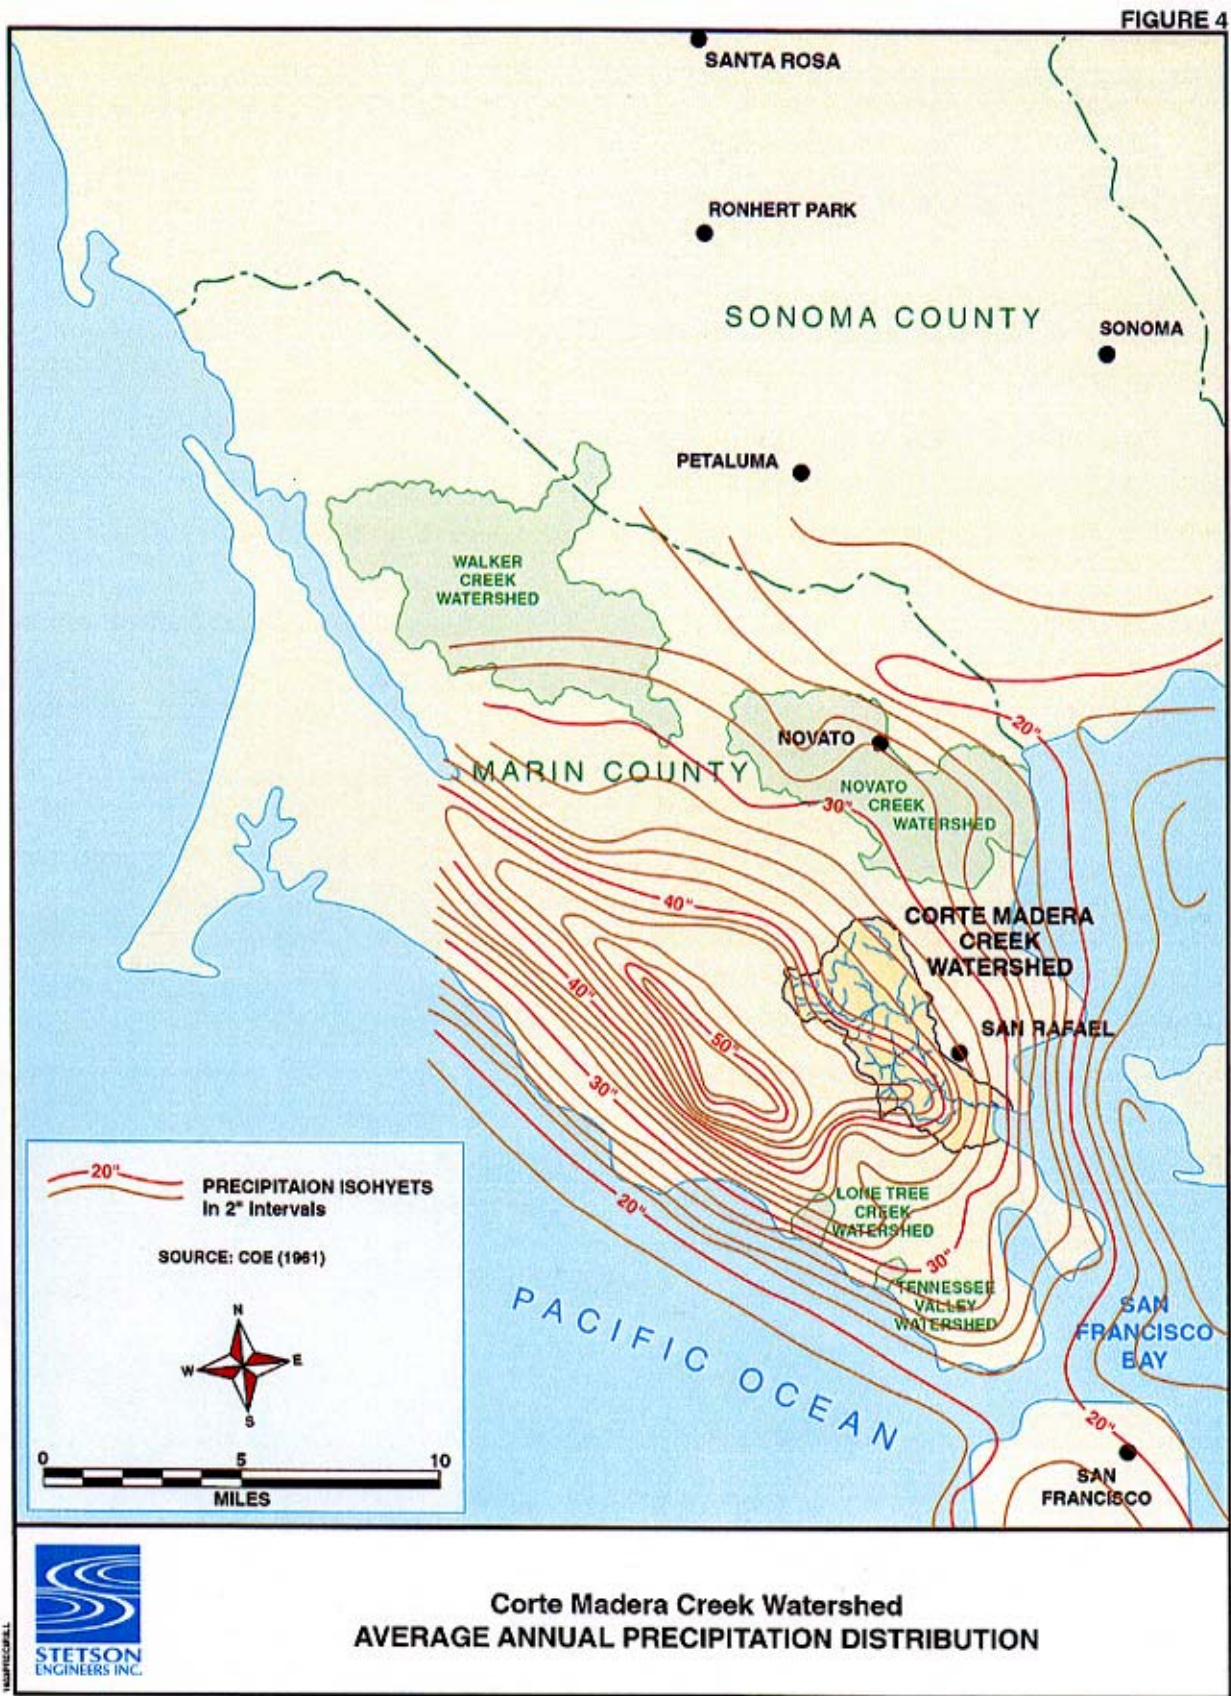 FIGURE 4
SANTA ROSA
RONHERT PARK
SONOMA COUNTY
SONOMA
PETALUMA
WALKER
CREEK
WATERSHED
NOVATO
20"
MARIN COUNTY
NOVATO
CREEK
WATERSHED
30"
40"
CORTE MADERA
CREEK
WATERSHED
40"
SAN RAFAEL
50"
30"
20"
LONE TREE
CREEK
WATERSHED
30"
TENNESSEE
VALLEY
WATERSHED
SAN
FRANCISCO
BAY
PACIFIC OCEAN
20"
SAN
FRANCISCO
20"
PRECIPITAION ISOHYETS
In 2" Intervals
SOURCE: COE (1961)
N
W
E
S
0 5 10
MILES
STETSON
ENGINEERS INC.
Corte Madera Creek Watershed
AVERAGE ANNUAL PRECIPITATION DISTRIBUTION